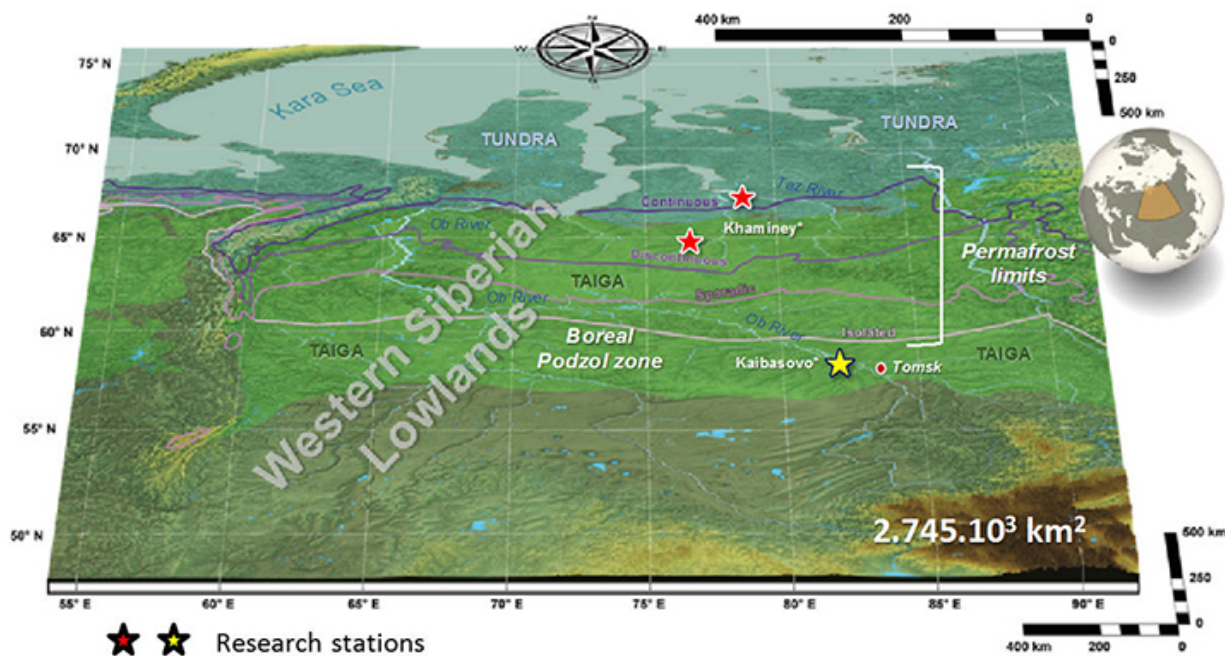 400 km
200
0
0
250
500 km
W
E
75° N
70° N
65° N
60° N
55° N
50° N
Kara Sea
TUNDRA
TUNDRA
Continuous
Taz River
Khaminey*
Ob River
Discontinuous
TAIGA
Permafrost
limits
Sporadic
Ob River
Ob River
Isolated
Western Siberian
Lowlands
Boreal
Podzol zone
TAIGA
Kaibasovo*
Tomsk
TAIGA
2.745.10³ km²
55° E
60° E
65° E
70° E
75° E
80° E
85° E
90° E
500 km
250
0
400 km
200
0
Research stations